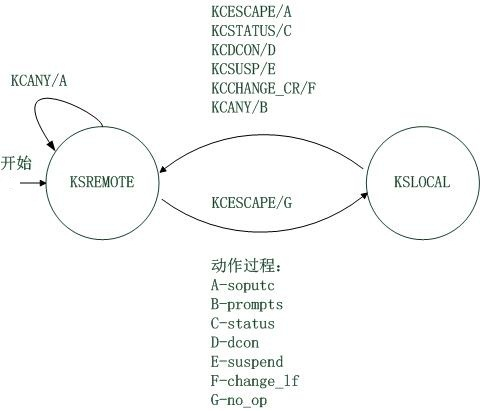 KCESCAPE/A
KCSTATUS/C
KCDCON/D
KCSUSP/E
KCCHANGE_CR/F
KCANY/B
KCANY/A
开始
KSREMOTE
KSLOCAL
KCESCAPE/G
动作过程:
A-soputc
B-prompts
C-status
D-dcon
E-suspend
F-change_lf
G-no_op